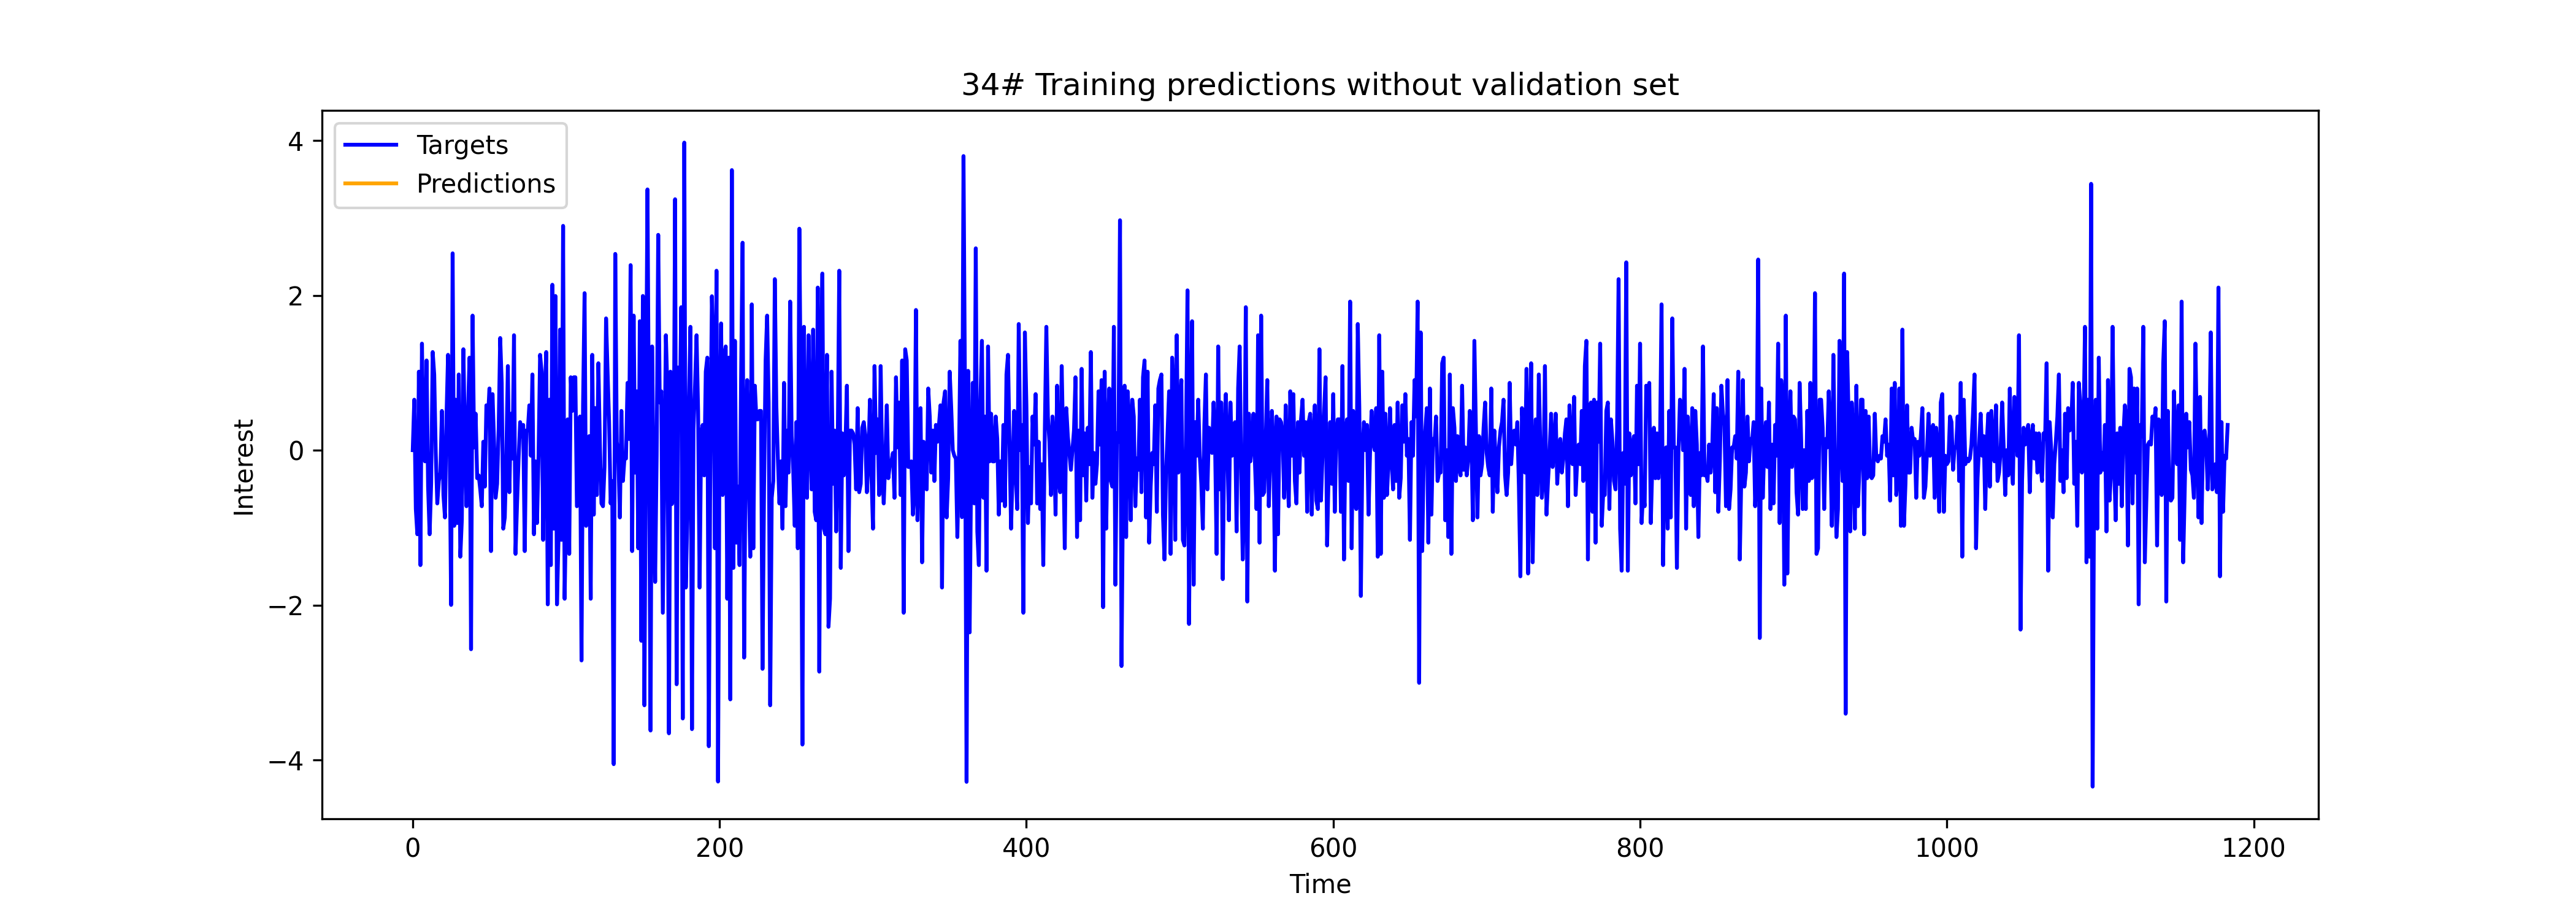 34# Training predictions without validation set
Targets
Predictions
Interest
4
2
0
−2
−4
0 200 400 600 800 1000 1200
Time